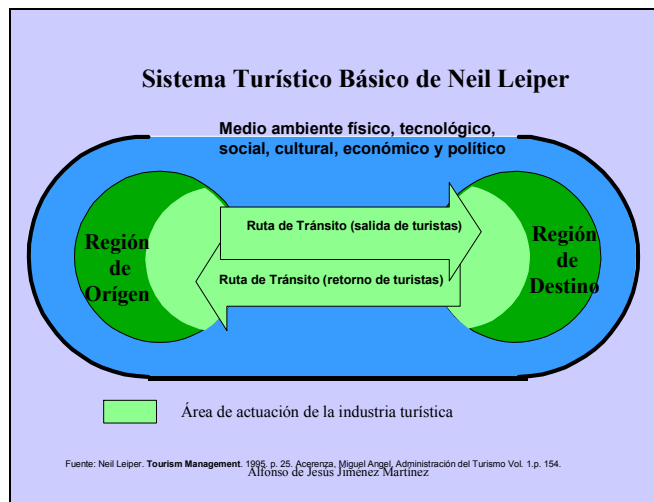 Sistema Turístico Básico de Neil Leiper
Medio ambiente físico, tecnológico,
social, cultural, económico y político
Ruta de Tránsito (salida de turistas)
Región
de
Orígen
Región
de
Destino
Ruta de Tránsito (retorno de turistas)
Área de actuación de la industria turística
Fuente: Neil Leiper. Tourism Management. 1995. p. 25. Acerenza, Miguel Angel, Administración del Turismo Vol. 1.p. 154.
Alfonso de Jesús Jiménez Martínez